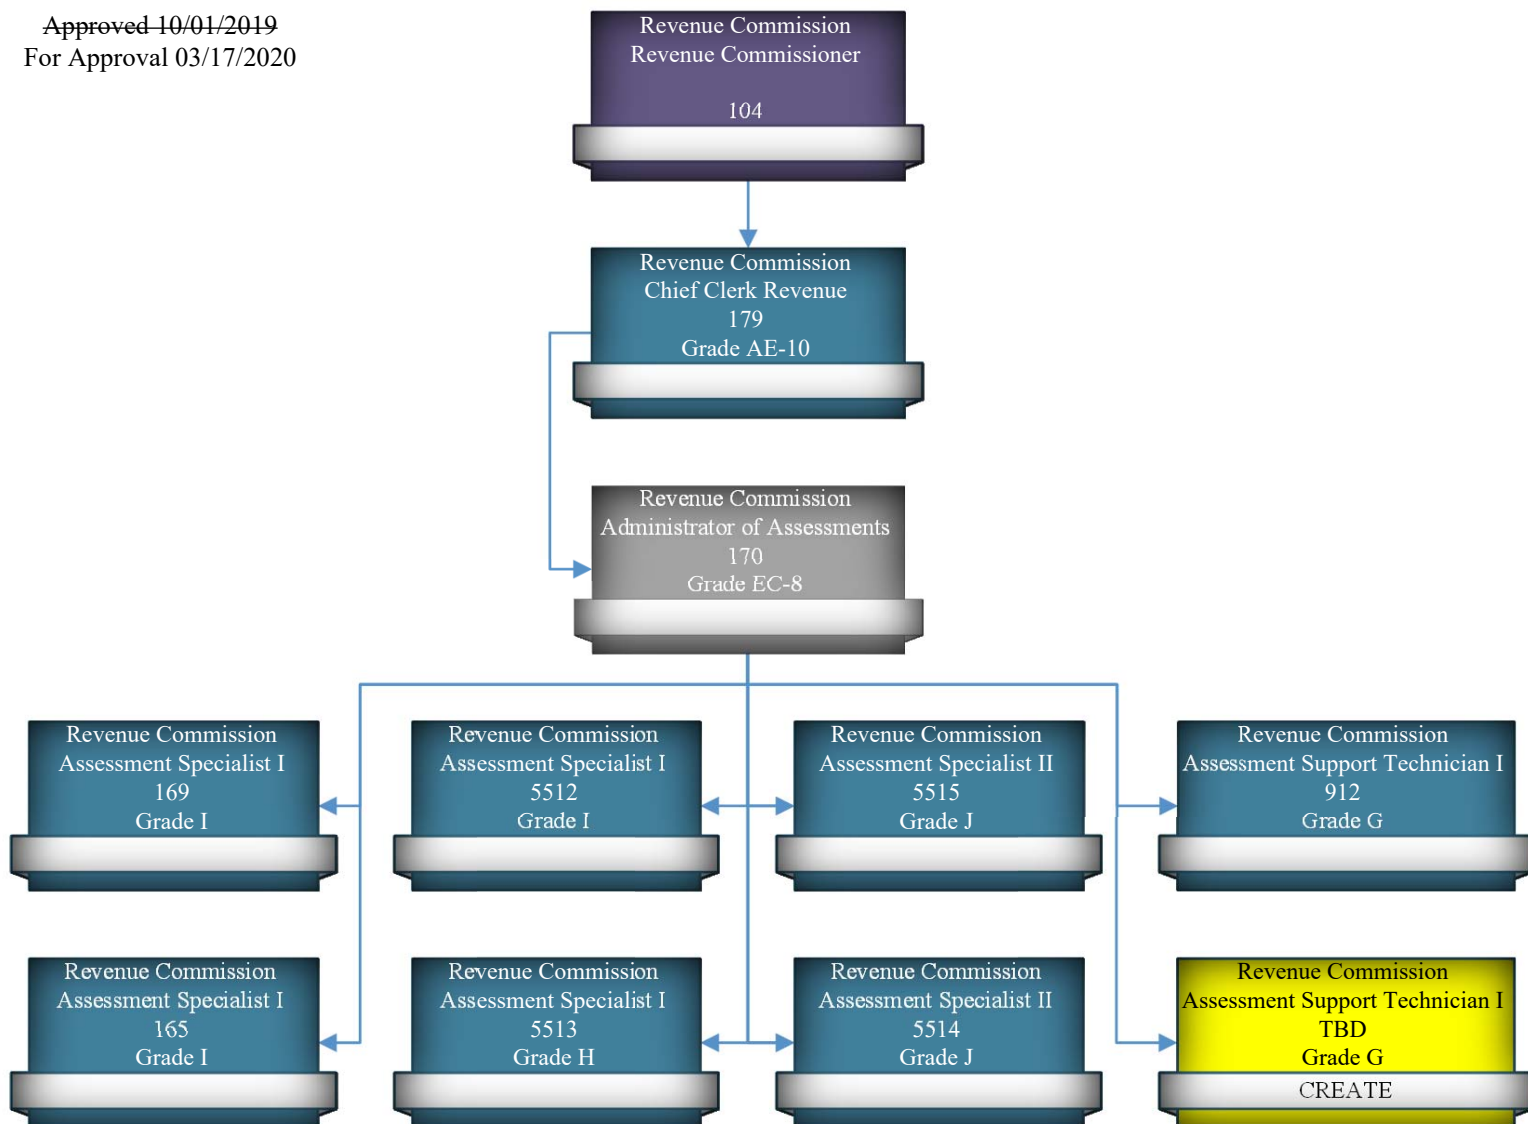 Approved 10/01/2019
For Approval 03/17/2020
Revenue Commission
Revenue Commissioner
104
Revenue Commission
Chief Clerk Revenue
179
Grade AE-10
Revenue Commission
Administrator of Assessments
170
Grade EC-8
Revenue Commission
Assessment Specialist I
169
Grade I
Revenue Commission
Assessment Specialist I
5512
Grade I
Revenue Commission
Assessment Specialist II
5515
Grade J
Revenue Commission
Assessment Support Technician I
912
Grade G
Revenue Commission
Assessment Specialist I
165
Grade I
Revenue Commission
Assessment Specialist I
5513
Grade H
Revenue Commission
Assessment Specialist II
5514
Grade J
Revenue Commission
Assessment Support Technician I
TBD
Grade G
CREATE